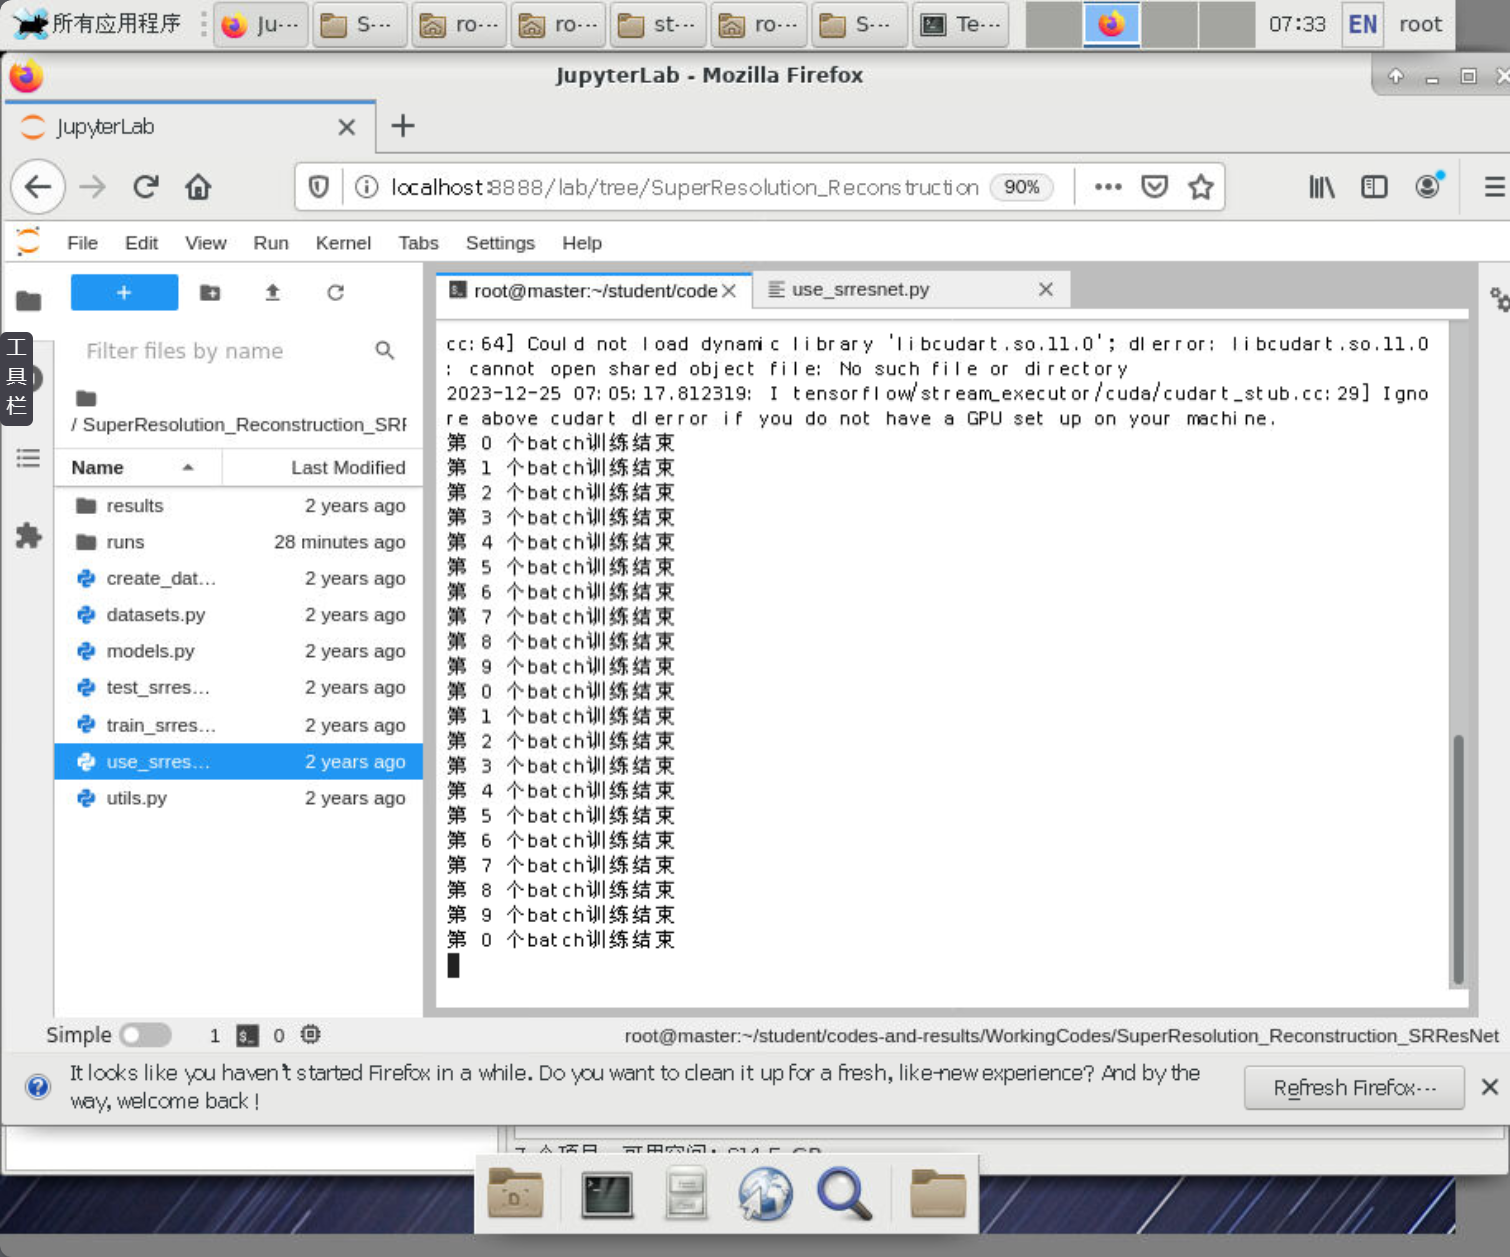 所有应用程序 Ju··· S··· ro··· ro··· st··· ro··· S··· Te··· 07:33 EN root
JupyterLab - Mozilla Firefox
JupyterLab
localhost:8888/lab/tree/SuperResolution_Reconstruction 90%
File Edit View Run Kernel Tabs Settings Help
root@master:~/student/code use_srresnet.py
Filter files by name
工具栏
/ SuperResolution_Reconstruction_SRF
Name Last Modified
results 2 years ago
runs 28 minutes ago
create_dat... 2 years ago
datasets.py 2 years ago
models.py 2 years ago
test_srres... 2 years ago
train_srres... 2 years ago
use_srres... 2 years ago
utils.py 2 years ago
cc:64] Could not load dynamic library 'libcudart.so.11.0'; dlerror: libcudart.so.11.0
: cannot open shared object file: No such file or directory
2023-12-25 07:05:17.812319: I tensorflow/stream_executor/cuda/cudart_stub.cc:29] Igno
re above cudart dlerror if you do not have a GPU set up on your machine.
第 0 个batch训练结束
第 1 个batch训练结束
第 2 个batch训练结束
第 3 个batch训练结束
第 4 个batch训练结束
第 5 个batch训练结束
第 6 个batch训练结束
第 7 个batch训练结束
第 8 个batch训练结束
第 9 个batch训练结束
第 0 个batch训练结束
第 1 个batch训练结束
第 2 个batch训练结束
第 3 个batch训练结束
第 4 个batch训练结束
第 5 个batch训练结束
第 6 个batch训练结束
第 7 个batch训练结束
第 8 个batch训练结束
第 9 个batch训练结束
第 0 个batch训练结束
Simple 1 0 root@master:~/student/codes-and-results/WorkingCodes/SuperResolution_Reconstruction_SRResNet
It looks like you haven't started Firefox in a while. Do you want to clean it up for a fresh, like-new experience? And by the
way, welcome back!
Refresh Firefox···